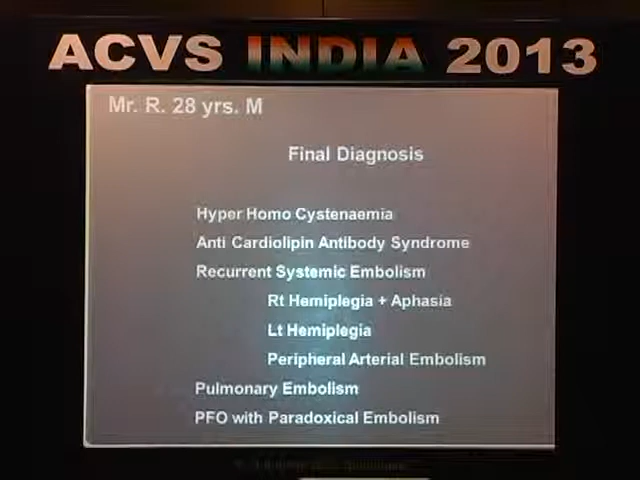 ACVS INDIA 2013
Mr. R. 28 yrs. M
Final Diagnosis
Hyper Homo Cystenaemia
Anti Cardiolipin Antibody Syndrome
Recurrent Systemic Embolism
Rt Hemiplegia + Aphasia
Lt Hemiplegia
Peripheral Arterial Embolism
Pulmonary Embolism
PFO with Paradoxical Embolism